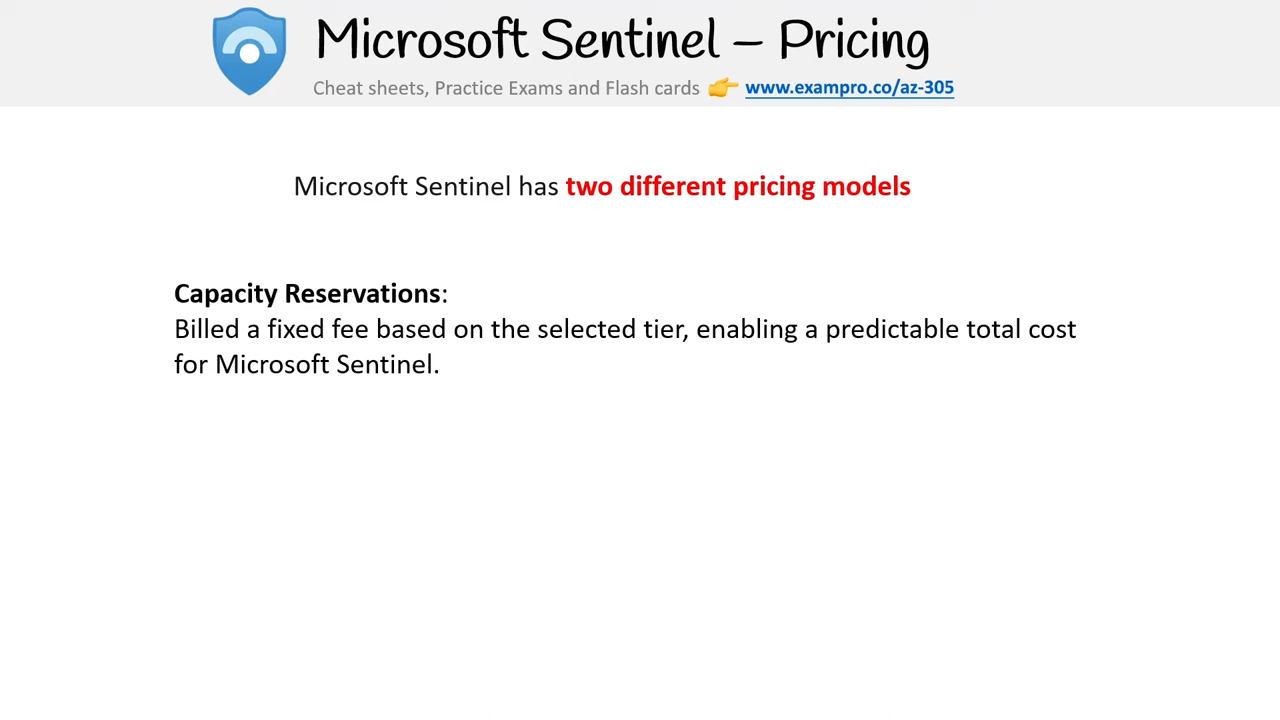 Microsoft Sentinel – Pricing
Cheat sheets, Practice Exams and Flash cards 👉 www.exampro.co/az-305
Microsoft Sentinel has two different pricing models
Capacity Reservations:
Billed a fixed fee based on the selected tier, enabling a predictable total cost
for Microsoft Sentinel.